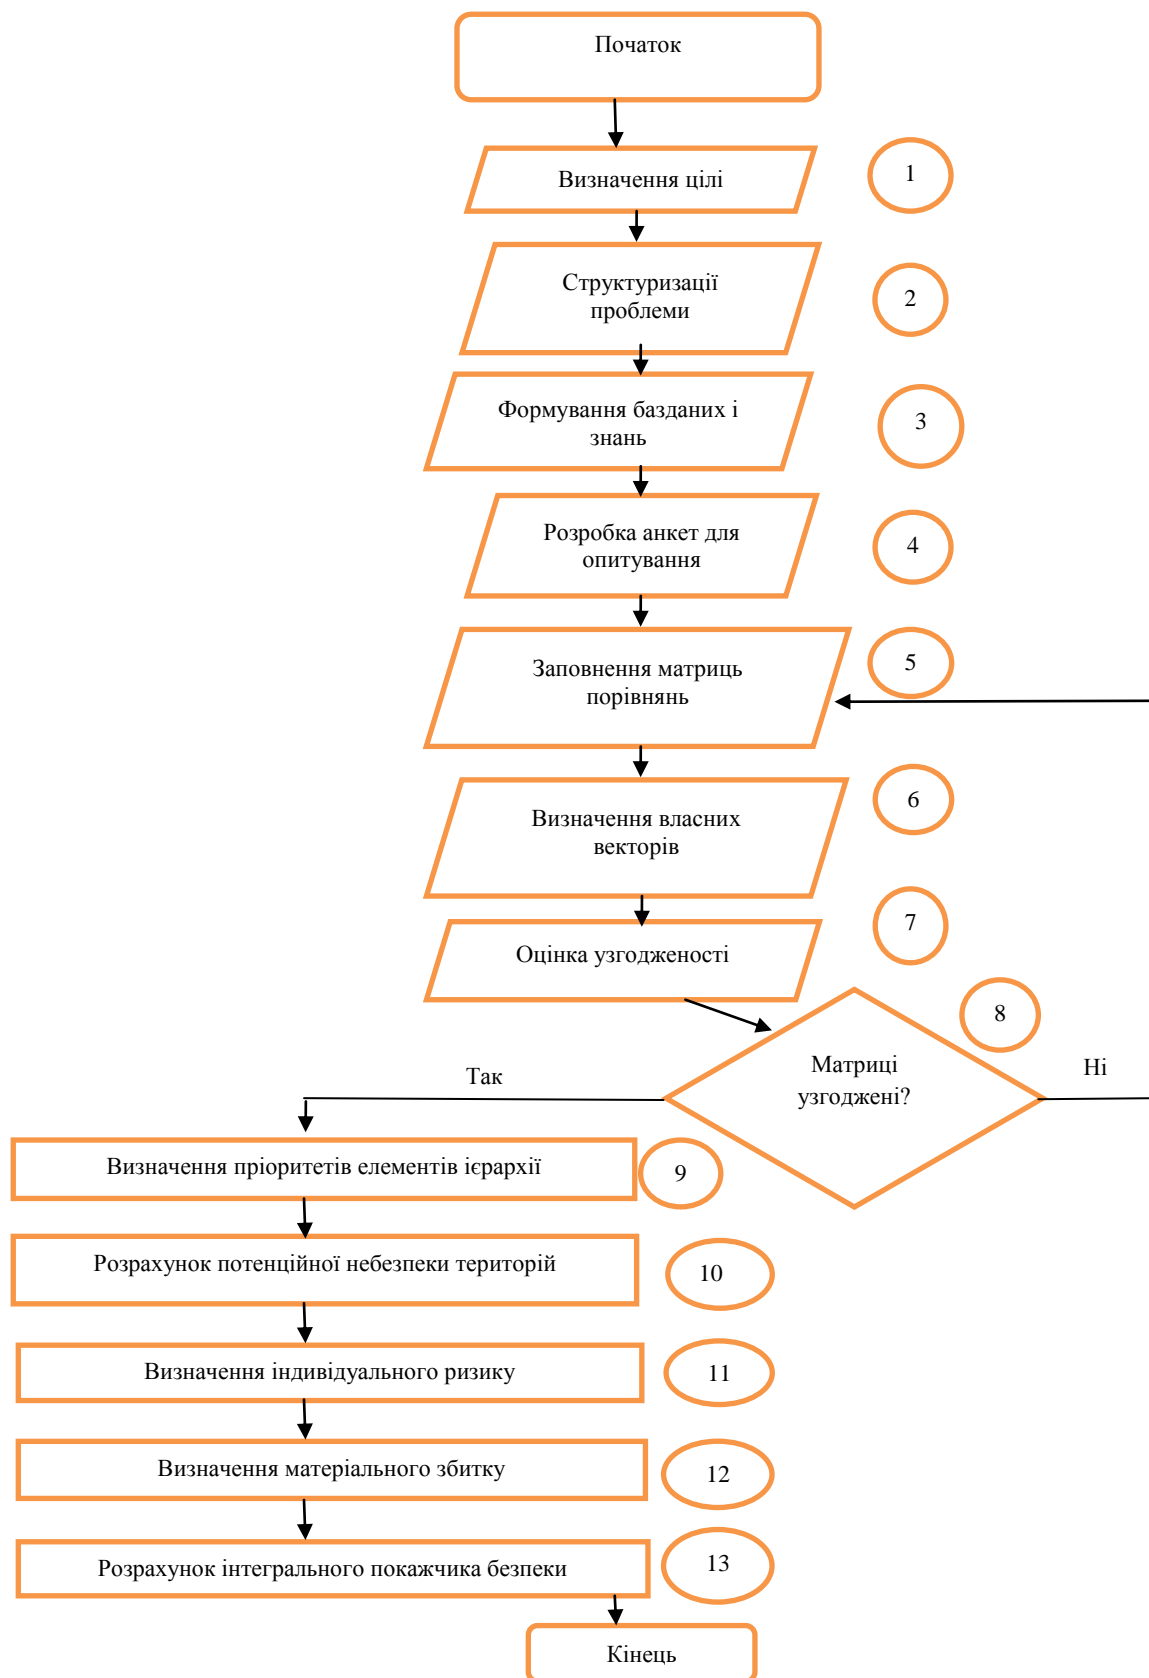 Початок
Визначення цілі
1
Структуризації
проблеми
2
Формування базданих і
знань
3
Розробка анкет для
опитування
4
Заповнення матриць
порівнянь
5
Визначення власних
векторів
6
Оцінка узгодженості
7
Матриці
узгоджені?
8
Так
Ні
Визначення пріоритетів елементів ієрархії
9
Розрахунок потенційної небезпеки територій
10
Визначення індивідуального ризику
11
Визначення матеріального збитку
12
Розрахунок інтегрального покажчика безпеки
13
Кінець